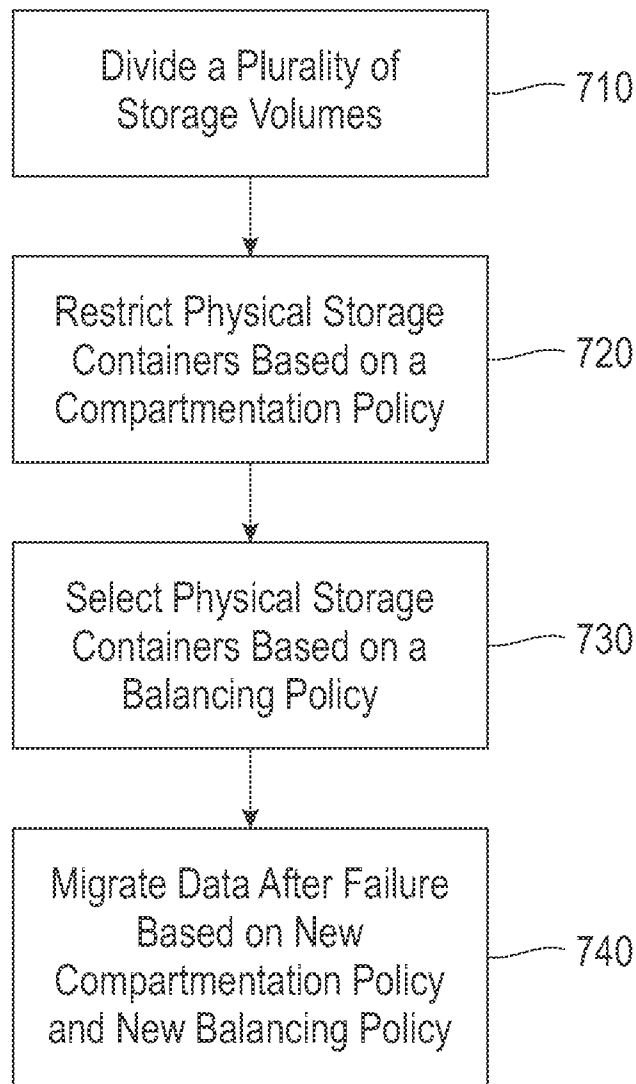 Divide a Plurality of
Storage Volumes
710
Restrict Physical Storage
Containers Based on a
Compartmentation Policy
720
Select Physical Storage
Containers Based on a
Balancing Policy
730
Migrate Data After Failure
Based on New
Compartmentation Policy
and New Balancing Policy
740